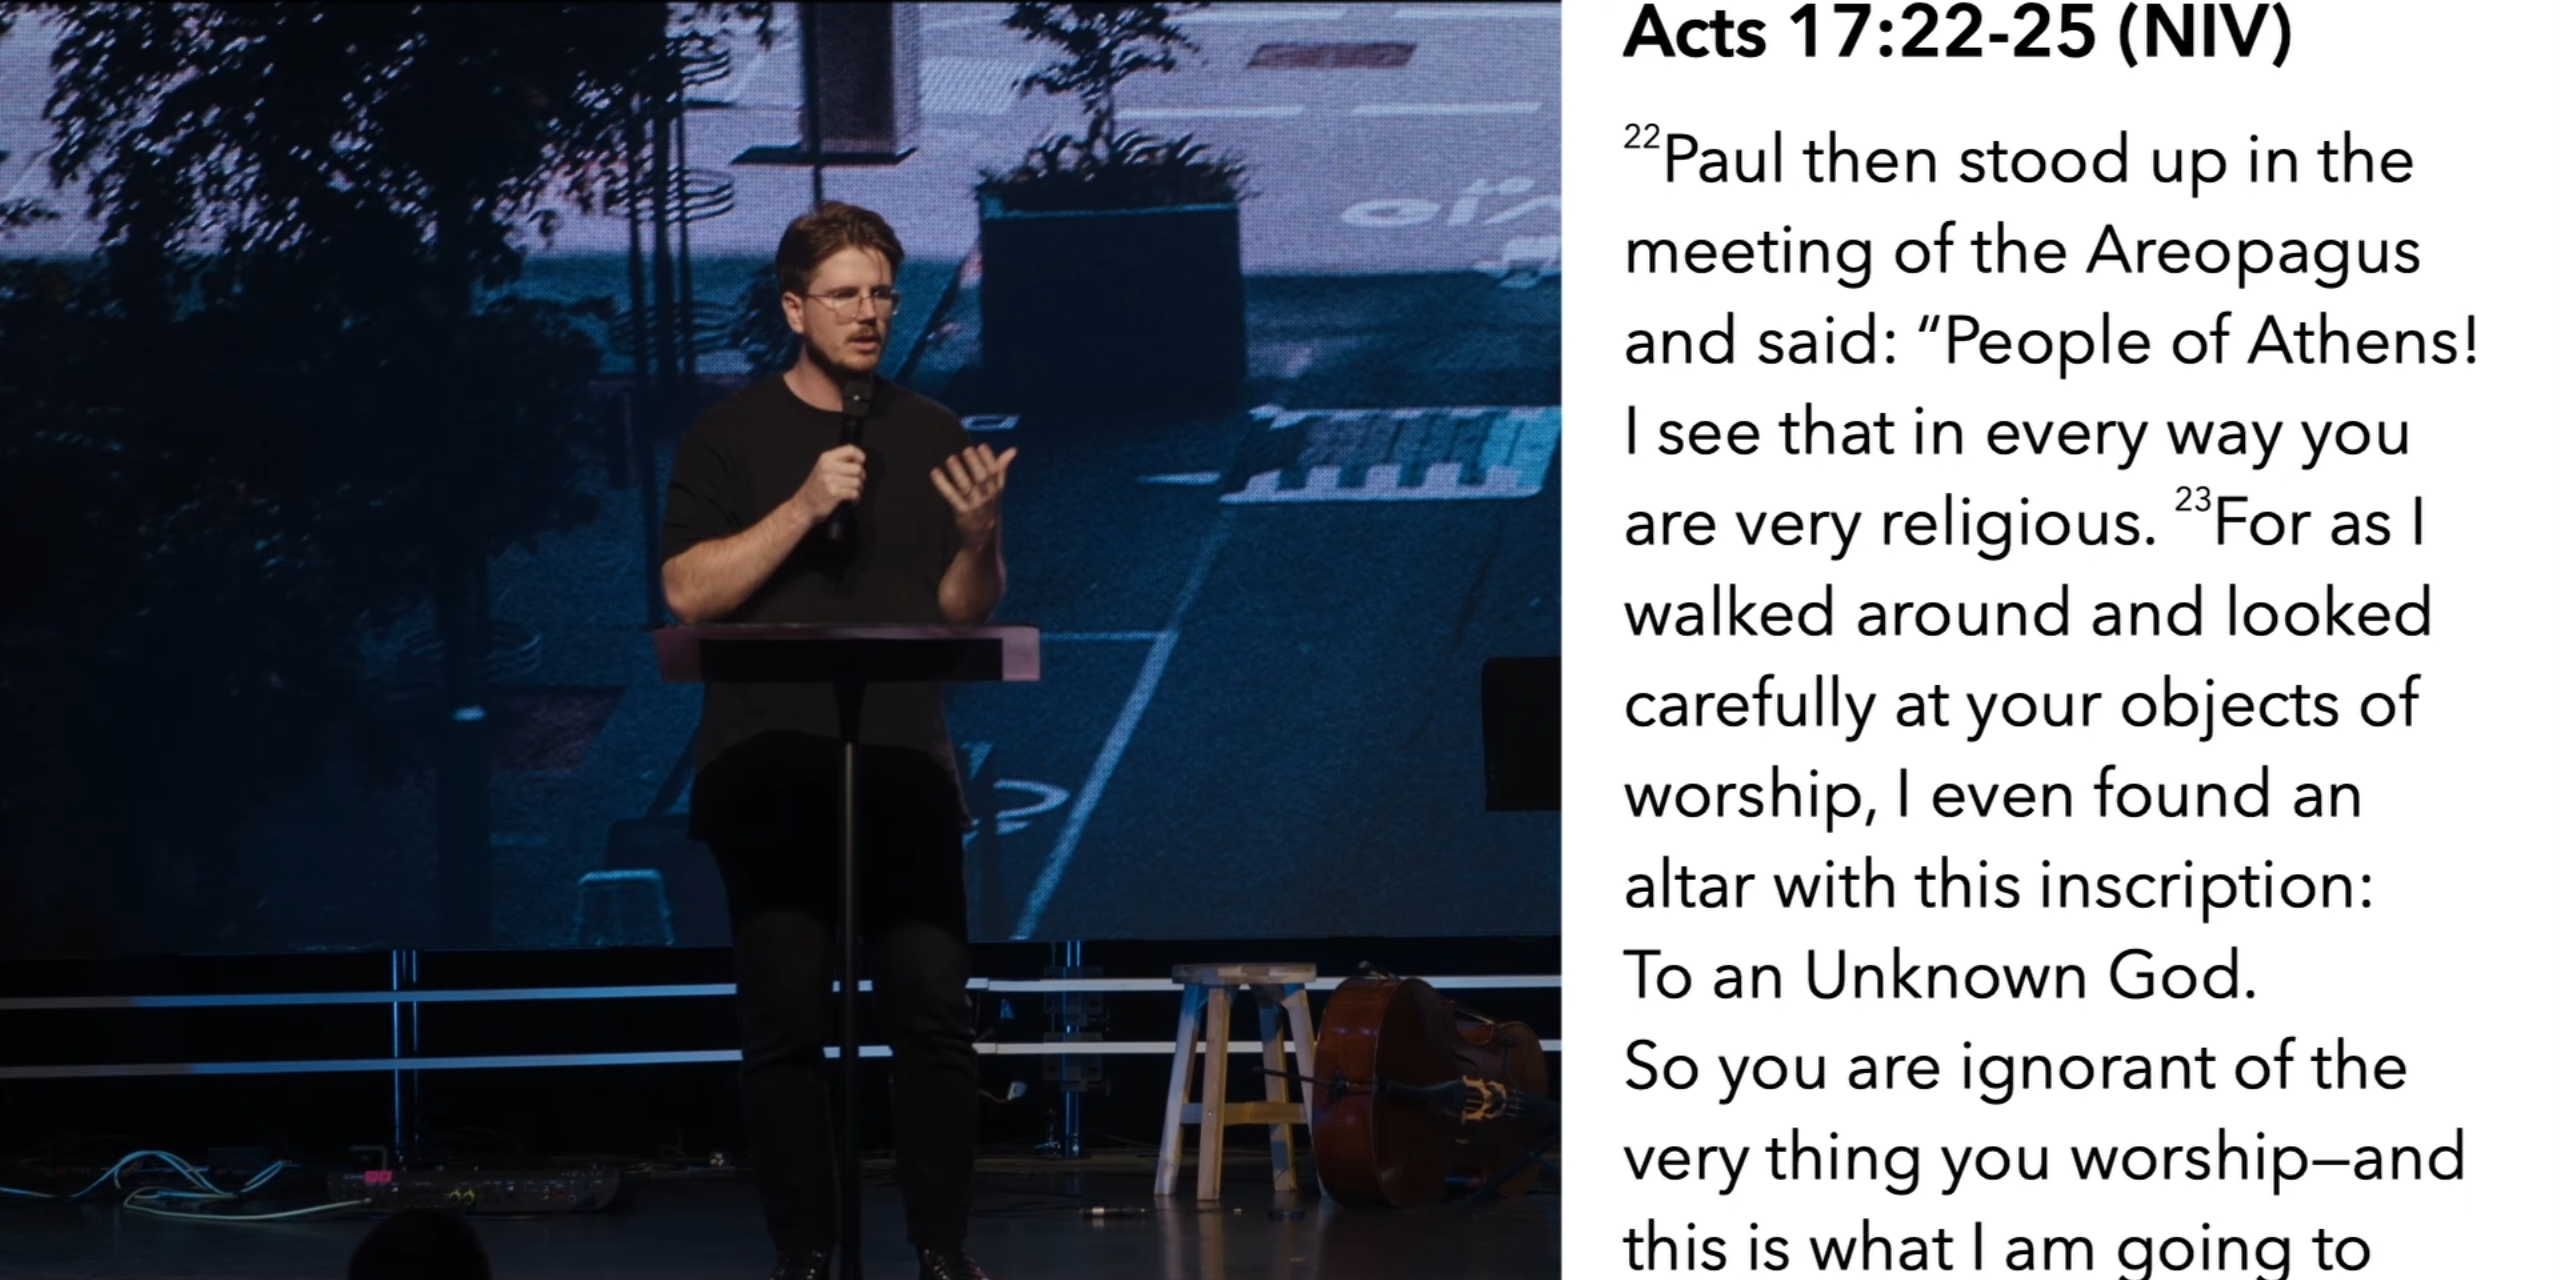 Acts 17:22-25 (NIV)
22Paul then stood up in the
meeting of the Areopagus
and said: “People of Athens!
I see that in every way you
are very religious. 23For as I
walked around and looked
carefully at your objects of
worship, I even found an
altar with this inscription:
To an Unknown God.
So you are ignorant of the
very thing you worship—and
this is what I am going to